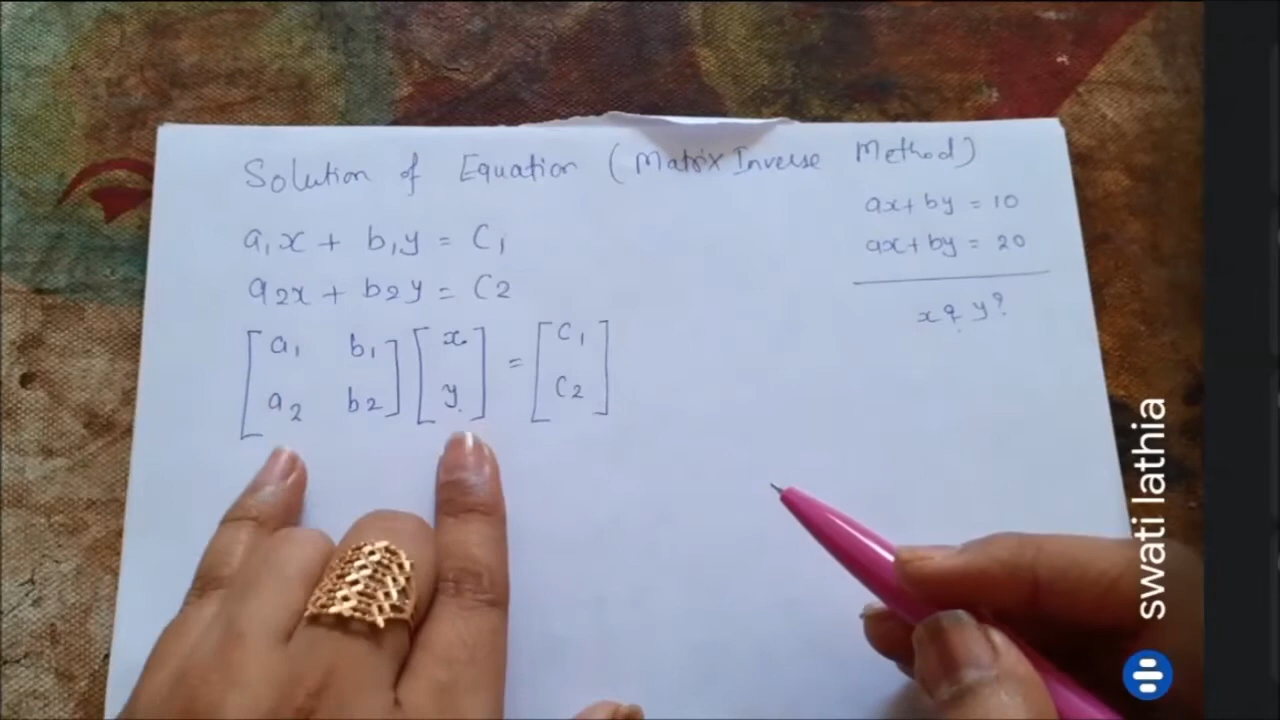 Solution of Equation (Matrix Inverse Method)
a₁x + b₁y = C₁
a₂x + b₂y = C₂
[a₁ b₁] [x] = [C₁]
[a₂ b₂] [y] [C₂]
ax + by = 10
ax + by = 20
x & y?
swati lathia